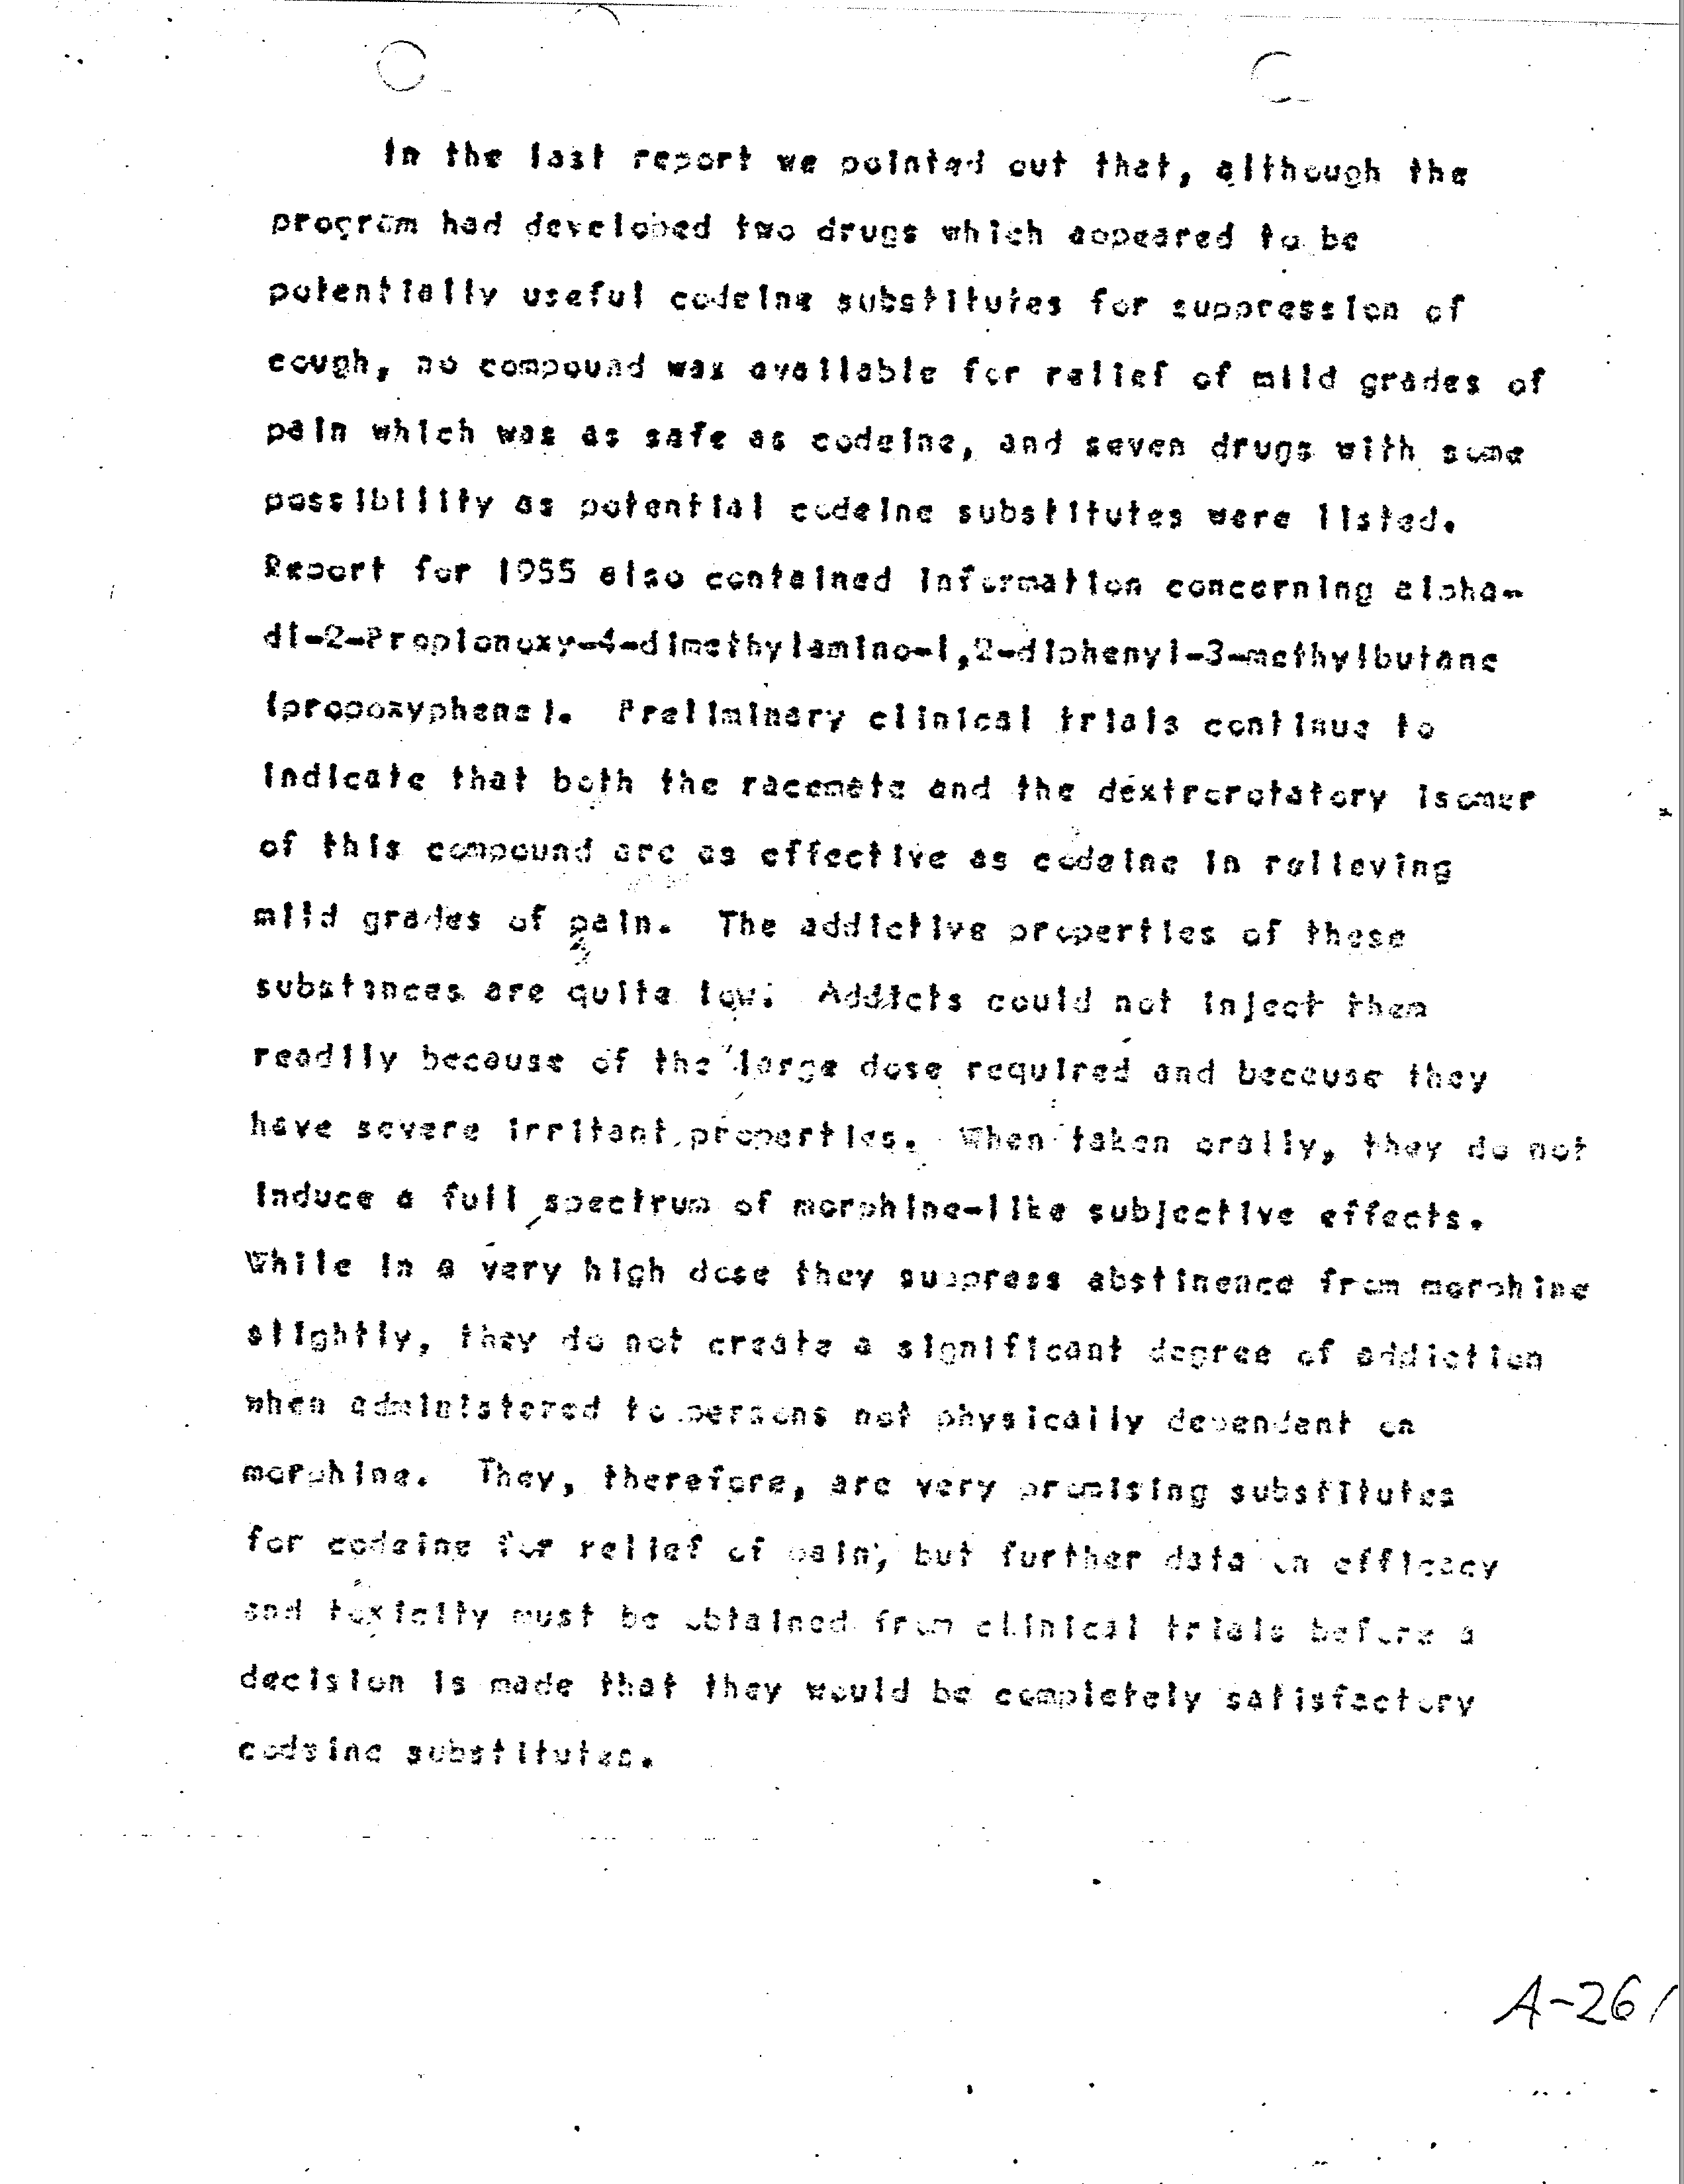 In the last report we pointed out that, although the
program had developed two drugs which appeared to be
potentially useful codeine substitutes for suppression of
cough, no compound was available for relief of mild grades of
pain which was as safe as codeine, and seven drugs with some
possibility as potential codeine substitutes were listed.
Report for 1955 also contained information concerning alpha-
dl-2-Propionoxy-4-dimethylamino-1,2-diphenyl-3-methylbutane
(propoxyphene). Preliminary clinical trials continue to
indicate that both the racemate and the dextrorotatory isomer
of this compound are as effective as codeine in relieving
mild grades of pain. The addictive properties of these
substances are quite low. Addicts could not inject them
readily because of the large dose required and because they
have severe irritant properties. When taken orally, they do not
induce a full spectrum of morphine-like subjective effects.
While in a very high dose they suppress abstinence from morphine
slightly, they do not create a significant degree of addiction
when administered to persons not physically dependent on
morphine. They, therefore, are very promising substitutes
for codeine for relief of pain, but further data on efficacy
and toxicity must be obtained from clinical trials before a
decision is made that they would be completely satisfactory
codeine substitutes.
A-261